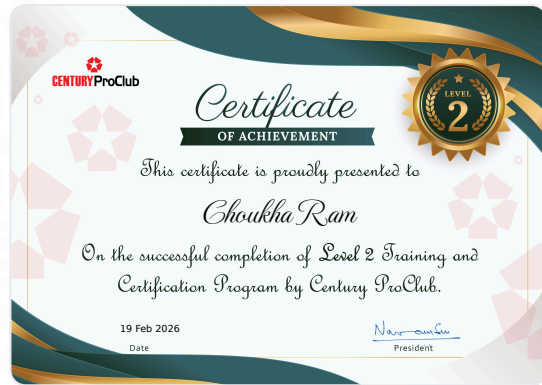 CENTURY ProClub
Certificate
OF ACHIEVEMENT
LEVEL
2
This certificate is proudly presented to
Choukha Ram
On the successful completion of Level 2 Training and
Certification Program by Century ProClub.
19 Feb 2026
Date
President